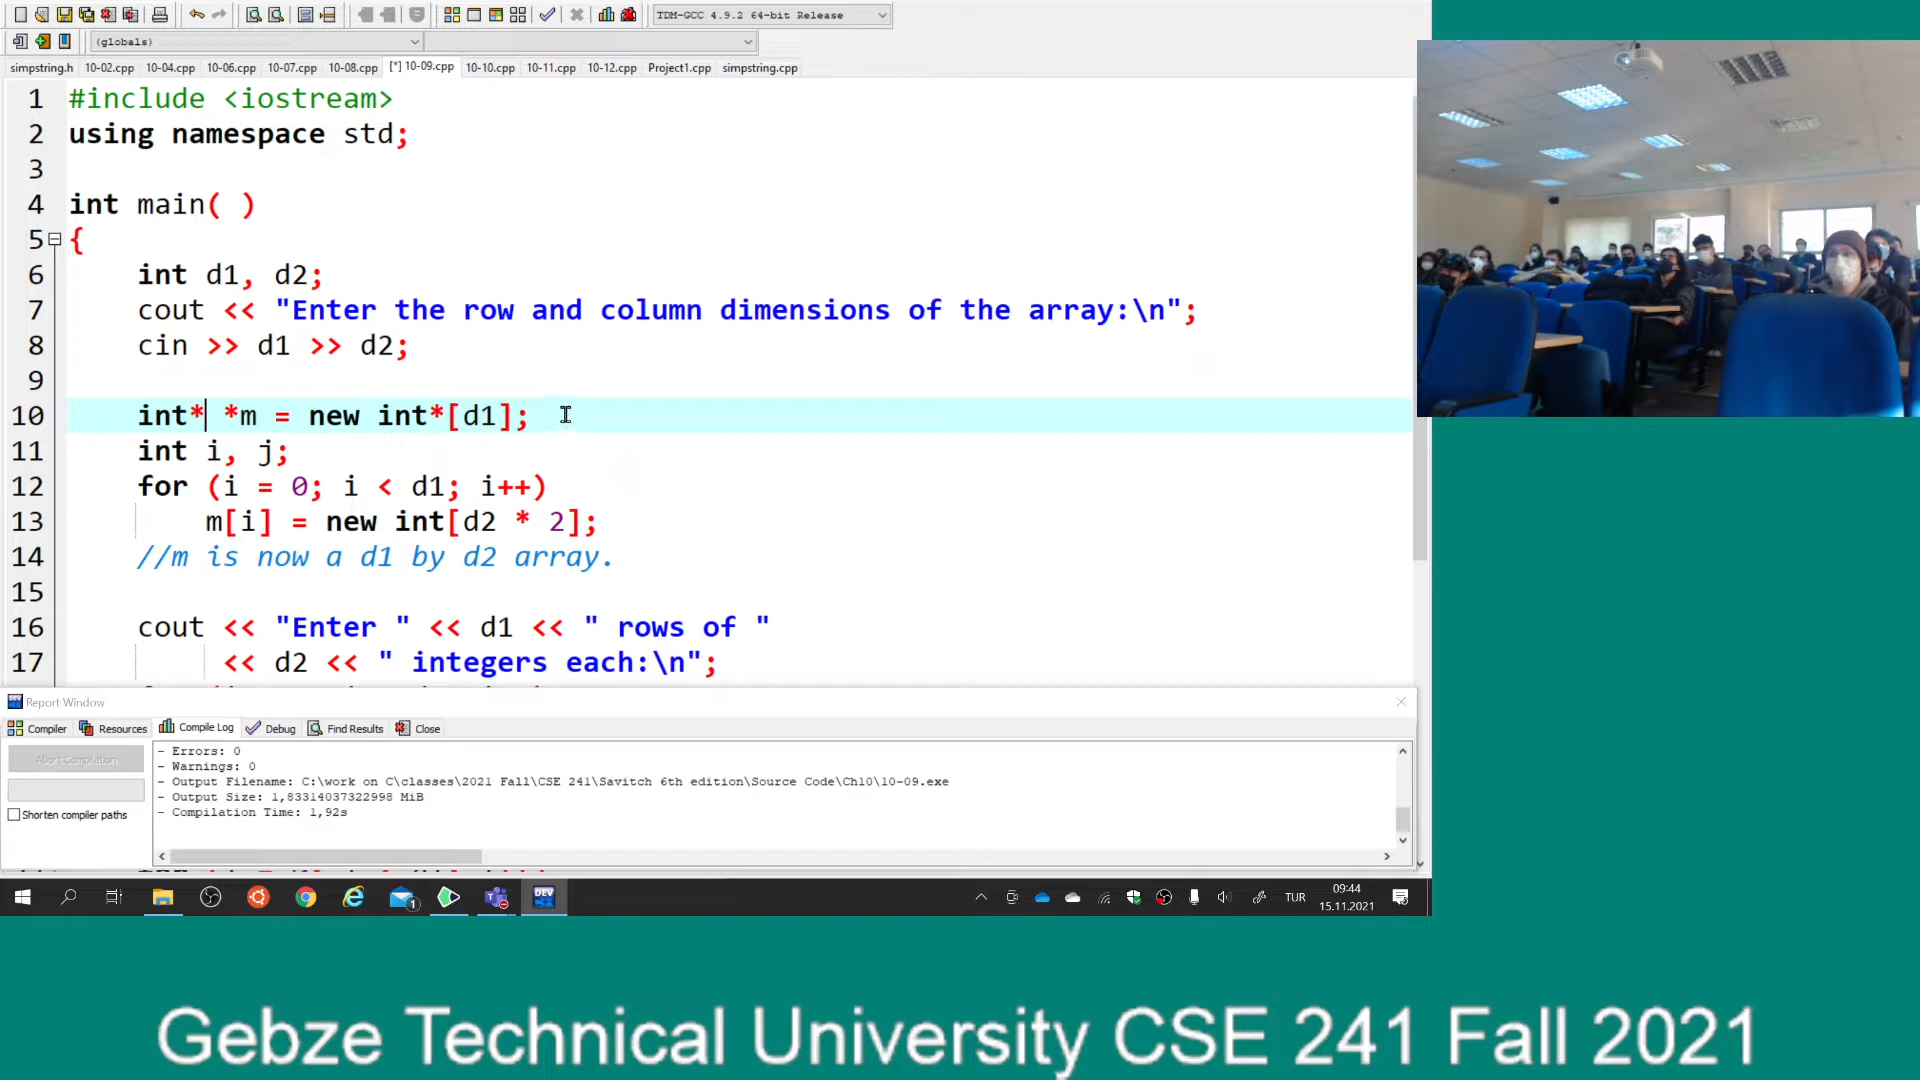 TDM-GCC 4.9.2 64-bit Release
(globals)
simpstring.h 10-02.cpp 10-04.cpp 10-06.cpp 10-07.cpp 10-08.cpp [*] 10-09.cpp 10-10.cpp 10-11.cpp 10-12.cpp Project1.cpp simpstring.cpp
1 #include <iostream>
2 using namespace std;
3
4 int main( )
5 {
6 int d1, d2;
7 cout << "Enter the row and column dimensions of the array:\n";
8 cin >> d1 >> d2;
9
10 int* *m = new int*[d1];
11 int i, j;
12 for (i = 0; i < d1; i++)
13 m[i] = new int[d2 * 2];
14 //m is now a d1 by d2 array.
15
16 cout << "Enter " << d1 << " rows of "
17 << d2 << " integers each:\n";
Report Window
Compiler Resources Compile Log Debug Find Results Close
Abort Compilation
Shorten compiler paths
- Errors: 0
- Warnings: 0
- Output Filename: C:\work on C\classes\2021 Fall\CSE 241\Savitch 6th edition\Source Code\Ch10\10-09.exe
- Output Size: 1,83314037322998 MiB
- Compilation Time: 1,92s
1
DEV
TUR
09:44
15.11.2021
Gebze Technical University CSE 241 Fall 2021